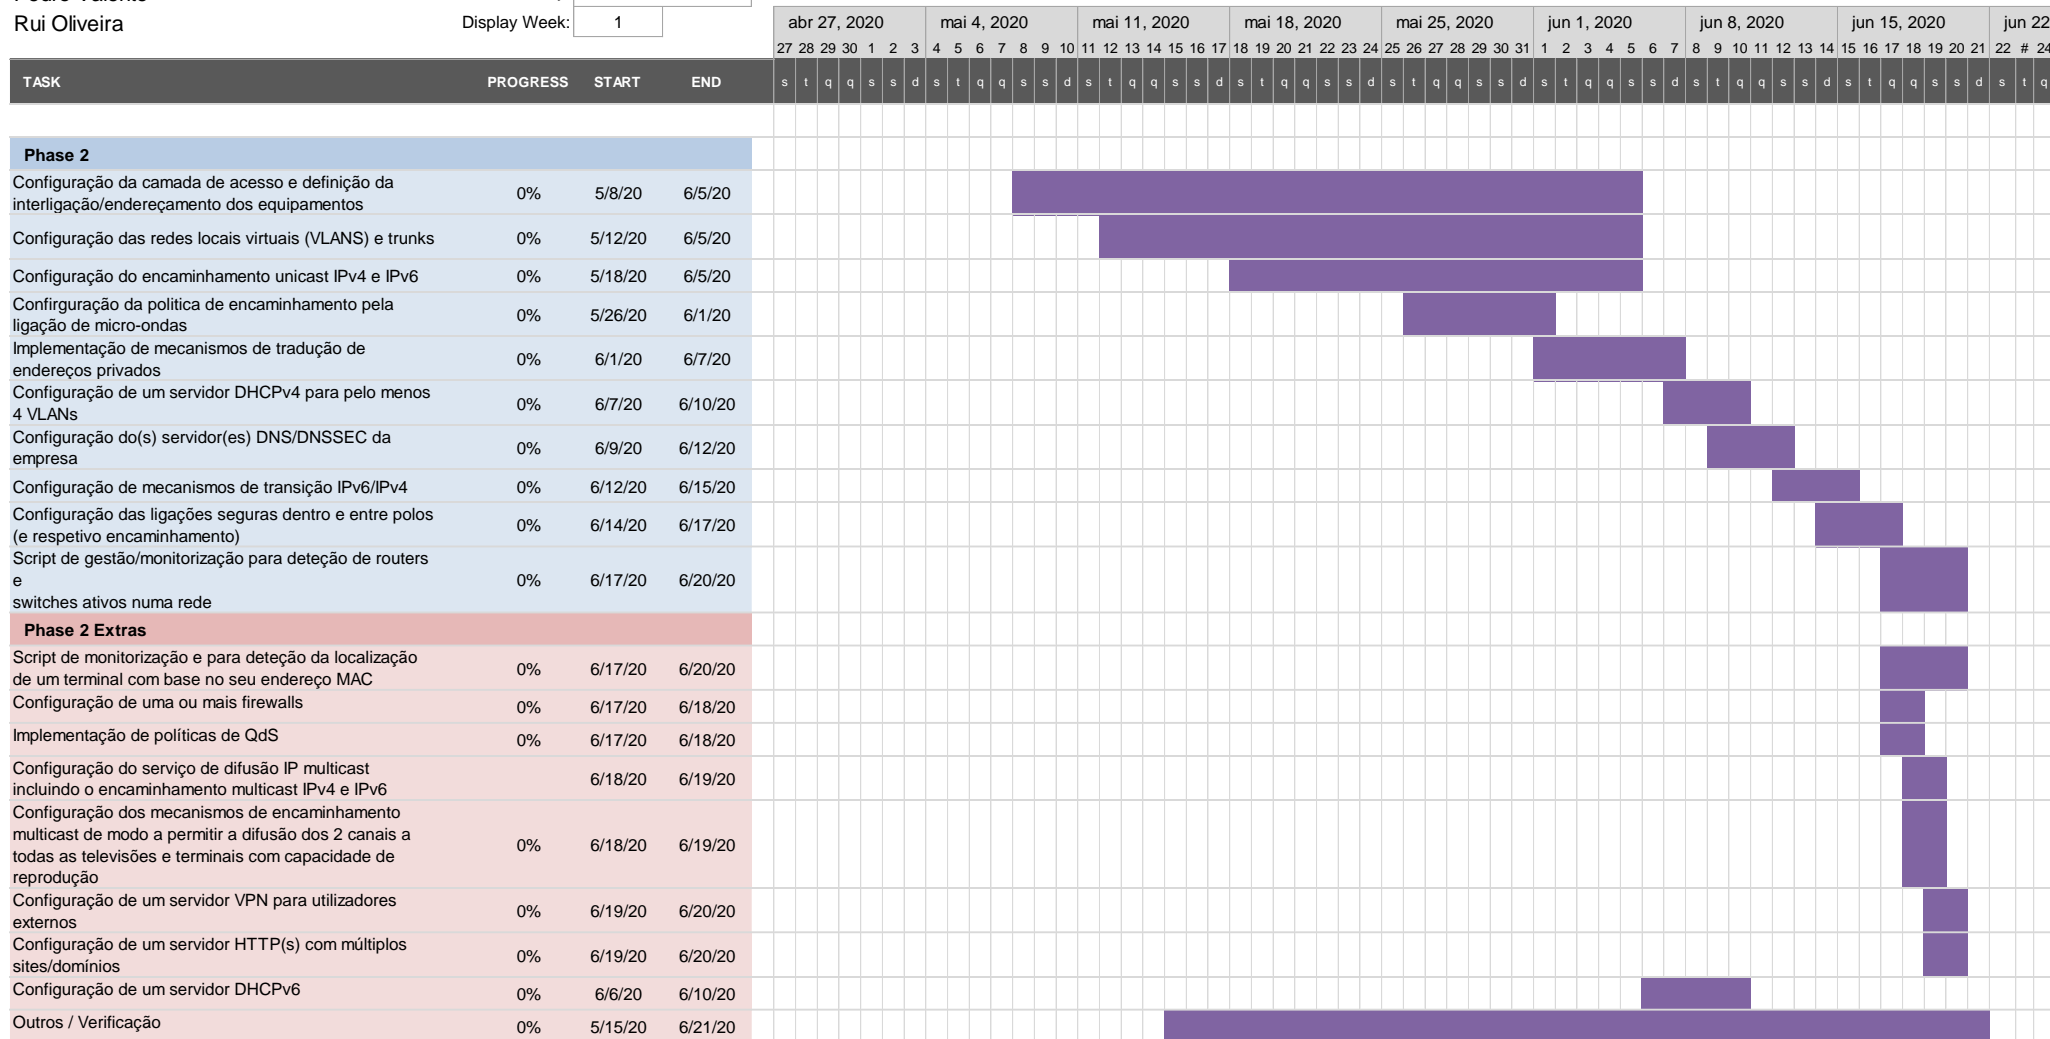 Rui Oliveira
Display Week: 1
abr 27, 2020 mai 4, 2020 mai 11, 2020 mai 18, 2020 mai 25, 2020 jun 1, 2020 jun 8, 2020 jun 15, 2020 jun 22
27 28 29 30 1 2 3 4 5 6 7 8 9 10 11 12 13 14 15 16 17 18 19 20 21 22 23 24 25 26 27 28 29 30 31 1 2 3 4 5 6 7 8 9 10 11 12 13 14 15 16 17 18 19 20 21 22 # 24
TASK PROGRESS START END s t q q s s d s t q q s s d s t q q s s d s t q q s s d s t q q s s d s t q q s s d s t q q s s d s t q q s s d s t q
Phase 2
Configuração da camada de acesso e definição da
interligação/endereçamento dos equipamentos
0% 5/8/20 6/5/20
Configuração das redes locais virtuais (VLANS) e trunks 0% 5/12/20 6/5/20
Configuração do encaminhamento unicast IPv4 e IPv6 0% 5/18/20 6/5/20
Confirguração da politica de encaminhamento pela
ligação de micro-ondas
0% 5/26/20 6/1/20
Implementação de mecanismos de tradução de
endereços privados
0% 6/1/20 6/7/20
Configuração de um servidor DHCPv4 para pelo menos
4 VLANs
0% 6/7/20 6/10/20
Configuração do(s) servidor(es) DNS/DNSSEC da
empresa
0% 6/9/20 6/12/20
Configuração de mecanismos de transição IPv6/IPv4 0% 6/12/20 6/15/20
Configuração das ligações seguras dentro e entre polos
(e respetivo encaminhamento)
0% 6/14/20 6/17/20
Script de gestão/monitorização para deteção de routers
e
switches ativos numa rede
0% 6/17/20 6/20/20
Phase 2 Extras
Script de monitorização e para deteção da localização
de um terminal com base no seu endereço MAC
0% 6/17/20 6/20/20
Configuração de uma ou mais firewalls 0% 6/17/20 6/18/20
Implementação de políticas de QdS 0% 6/17/20 6/18/20
Configuração do serviço de difusão IP multicast
incluindo o encaminhamento multicast IPv4 e IPv6
6/18/20 6/19/20
Configuração dos mecanismos de encaminhamento
multicast de modo a permitir a difusão dos 2 canais a
todas as televisões e terminais com capacidade de
reprodução
0% 6/18/20 6/19/20
Configuração de um servidor VPN para utilizadores
externos
0% 6/19/20 6/20/20
Configuração de um servidor HTTP(s) com múltiplos
sites/domínios
0% 6/19/20 6/20/20
Configuração de um servidor DHCPv6 0% 6/6/20 6/10/20
Outros / Verificação 0% 5/15/20 6/21/20